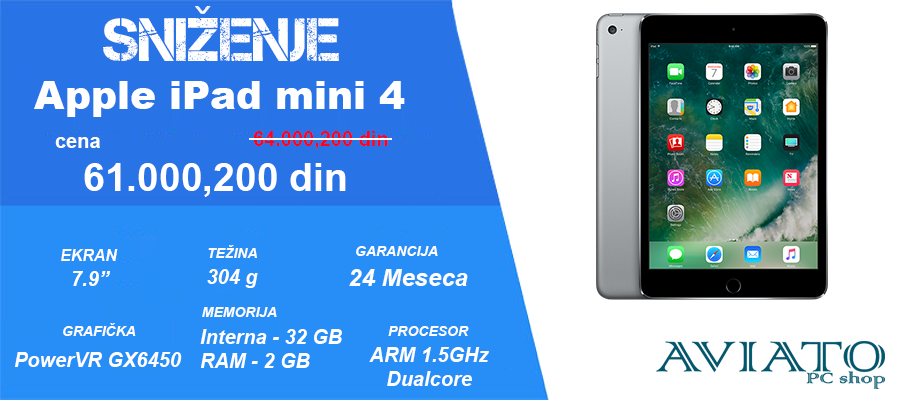 SNIŽENJE
Apple iPad mini 4
cena
64.000,200 din
61.000,200 din
EKRAN
7.9”
TEŽINA
304 g
GARANCIJA
24 Meseca
GRAFIČKA
PowerVR GX6450
MEMORIJA
Interna - 32 GB
RAM - 2 GB
PROCESOR
ARM 1.5GHz
Dualcore
AVIATO
PC shop